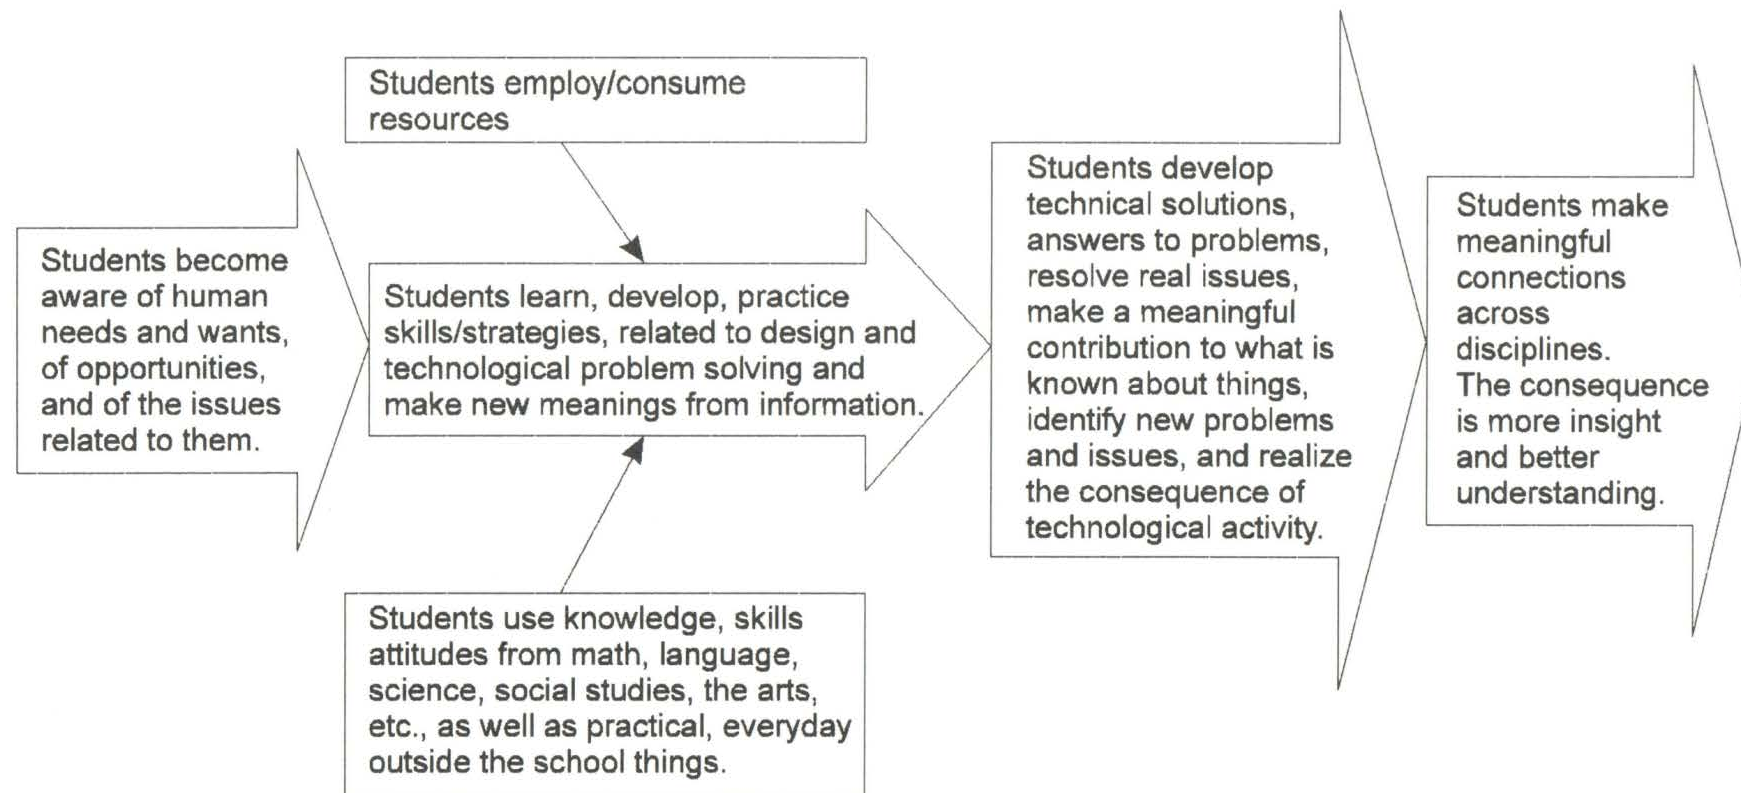 Students employ/consume
resources
Students become
aware of human
needs and wants,
of opportunities,
and of the issues
related to them.
Students learn, develop, practice
skills/strategies, related to design and
technological problem solving and
make new meanings from information.
Students use knowledge, skills
attitudes from math, language,
science, social studies, the arts,
etc., as well as practical, everyday
outside the school things.
Students develop
technical solutions,
answers to problems,
resolve real issues,
make a meaningful
contribution to what is
known about things,
identify new problems
and issues, and realize
the consequence of
technological activity.
Students make
meaningful
connections
across
disciplines.
The consequence
is more insight
and better
understanding.